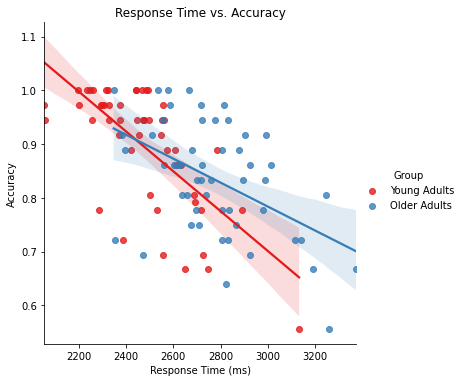 Response Time vs. Accuracy
1.1
1.0
0.9
0.8
0.7
0.6
Accuracy
2200 2400 2600 2800 3000 3200
Response Time (ms)
Group
Young Adults
Older Adults